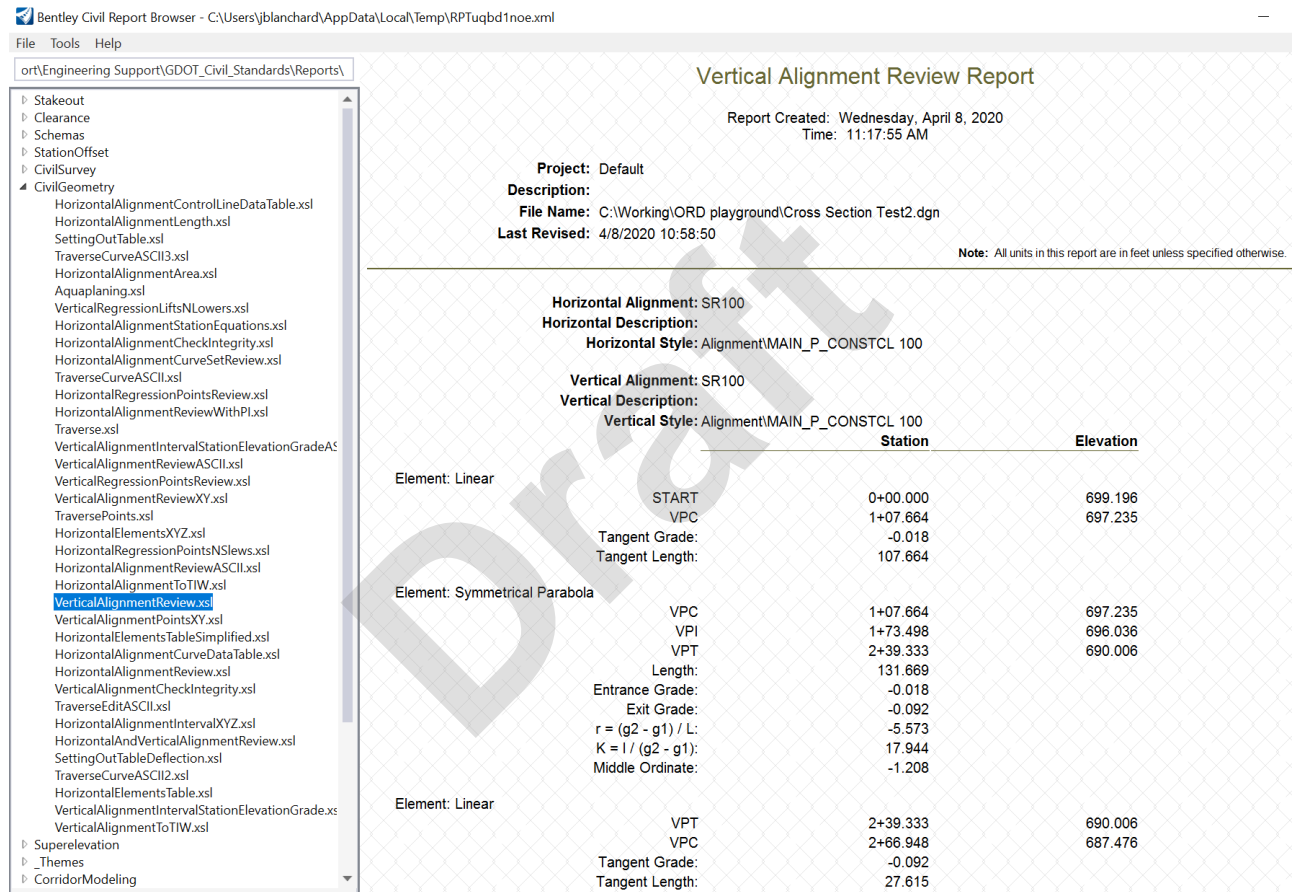 Bentley Civil Report Browser - C:\Users\jblanchard\AppData\Local\Temp\RPTuqbd1noe.xml
File Tools Help
ort\Engineering Support\GDOT_Civil_Standards\Reports\
Stakeout
Clearance
Schemas
StationOffset
CivilSurvey
CivilGeometry
HorizontalAlignmentControlLineDataTable.xsl
HorizontalAlignmentLength.xsl
SettingOutTable.xsl
TraverseCurveASCII3.xsl
HorizontalAlignmentArea.xsl
Aquaplaning.xsl
VerticalRegressionLiftsNLowers.xsl
HorizontalAlignmentStationEquations.xsl
HorizontalAlignmentCheckIntegrity.xsl
HorizontalAlignmentCurveSetReview.xsl
TraverseCurveASCII.xsl
HorizontalRegressionPointsReview.xsl
HorizontalAlignmentReviewWithPI.xsl
Traverse.xsl
VerticalAlignmentIntervalStationElevationGradeAS
VerticalAlignmentReviewASCII.xsl
VerticalRegressionPointsReview.xsl
VerticalAlignmentReviewXY.xsl
TraversePoints.xsl
HorizontalElementsXYZ.xsl
HorizontalRegressionPointsNSlews.xsl
HorizontalAlignmentReviewASCII.xsl
HorizontalAlignmentToTIW.xsl
VerticalAlignmentReview.xsl
VerticalAlignmentPointsXY.xsl
HorizontalElementsTableSimplified.xsl
HorizontalAlignmentCurveDataTable.xsl
HorizontalAlignmentReview.xsl
VerticalAlignmentCheckIntegrity.xsl
TraverseEditASCII.xsl
HorizontalAlignmentIntervalXYZ.xsl
HorizontalAndVerticalAlignmentReview.xsl
SettingOutTableDeflection.xsl
TraverseCurveASCII2.xsl
HorizontalElementsTable.xsl
VerticalAlignmentIntervalStationElevationGrade.xs
VerticalAlignmentToTIW.xsl
Superelevation
_Themes
CorridorModeling
Vertical Alignment Review Report
Report Created: Wednesday, April 8, 2020
Time: 11:17:55 AM
Project: Default
Description:
File Name: C:\Working\ORD playground\Cross Section Test2.dgn
Last Revised: 4/8/2020 10:58:50
Note: All units in this report are in feet unless specified otherwise.
Horizontal Alignment: SR100
Horizontal Description:
Horizontal Style: Alignment\MAIN_P_CONSTCL 100
Vertical Alignment: SR100
Vertical Description:
Vertical Style: Alignment\MAIN_P_CONSTCL 100
Station Elevation
Element: Linear
START 0+00.000 699.196
VPC 1+07.664 697.235
Tangent Grade: -0.018
Tangent Length: 107.664
Element: Symmetrical Parabola
VPC 1+07.664 697.235
VPI 1+73.498 696.036
VPT 2+39.333 690.006
Length: 131.669
Entrance Grade: -0.018
Exit Grade: -0.092
r = (g2 - g1) / L: -5.573
K = l / (g2 - g1): 17.944
Middle Ordinate: -1.208
Element: Linear
VPT 2+39.333 690.006
VPC 2+66.948 687.476
Tangent Grade: -0.092
Tangent Length: 27.615
Draft